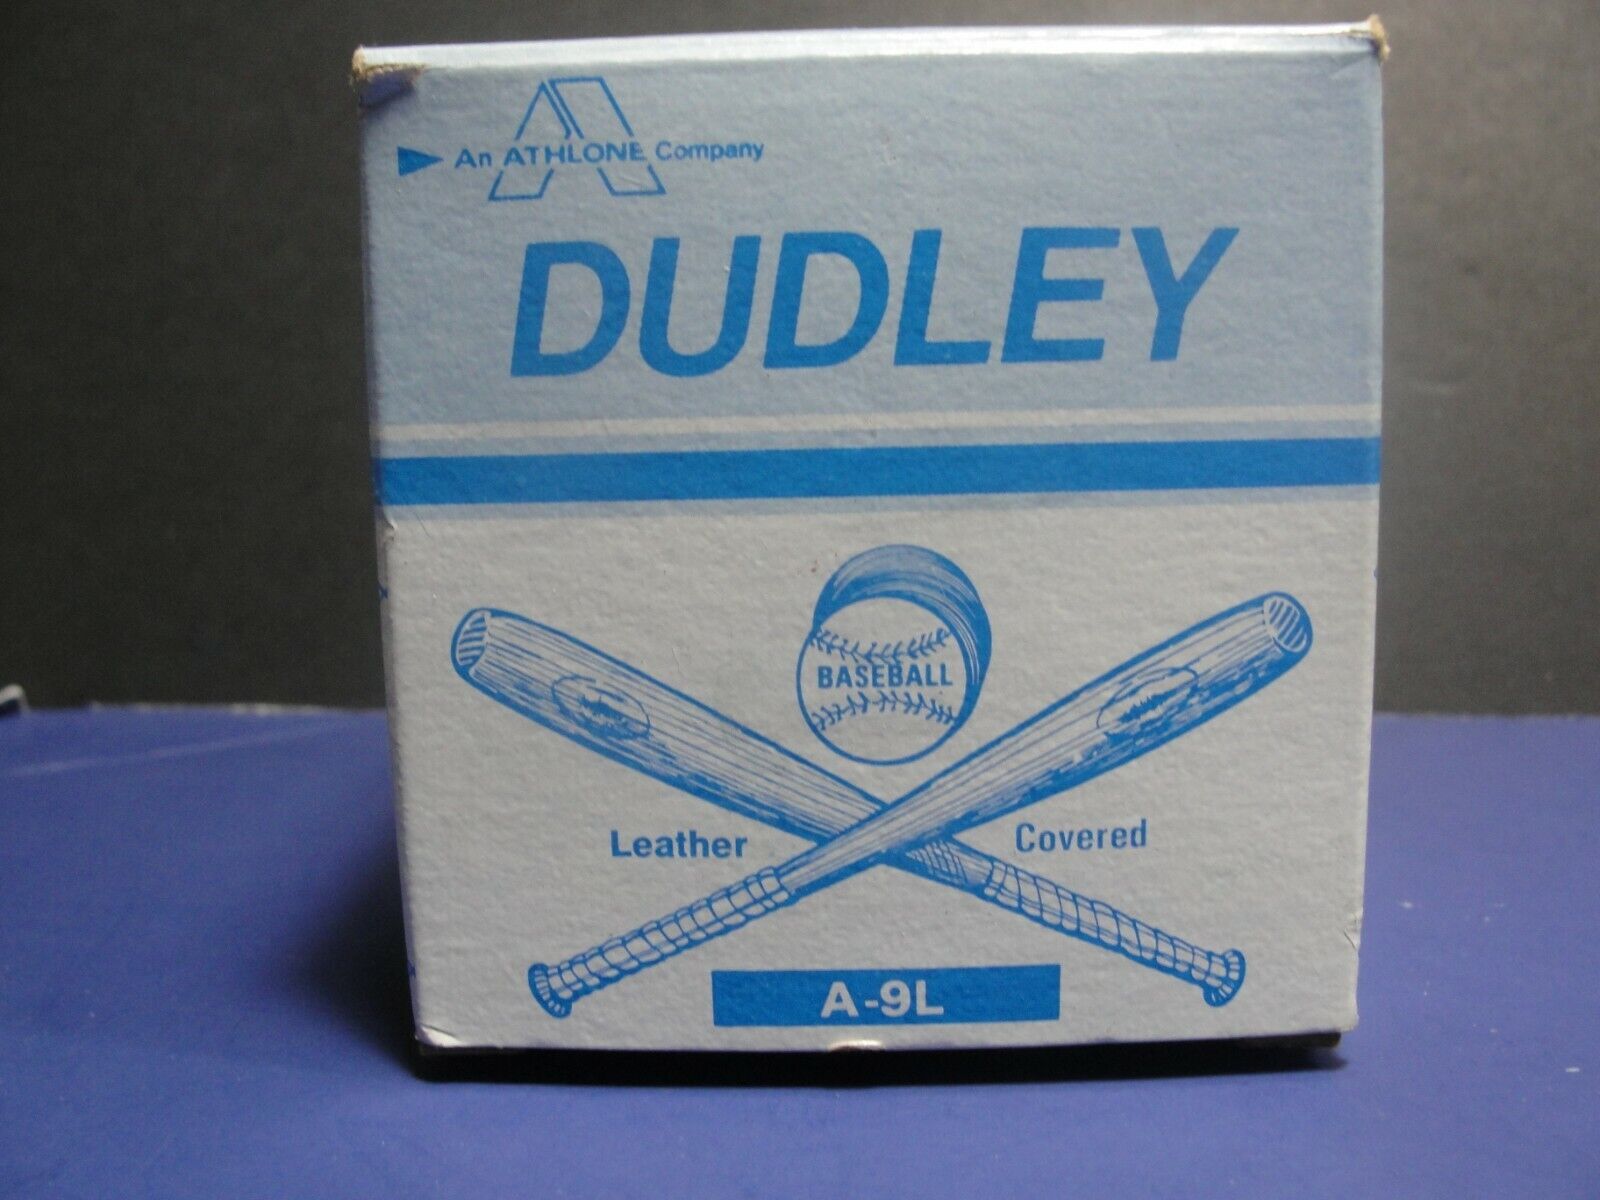 An ATHLONE Company
DUDLEY
BASEBALL
Leather Covered
A-9L